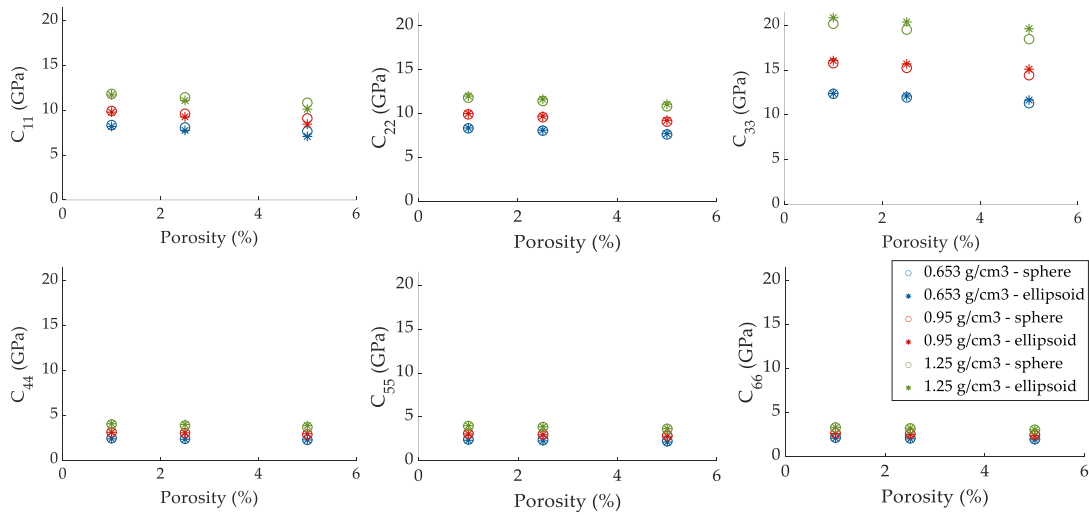 20
15
10
5
0
C11 (GPa)
0 2 4 6
Porosity (%)
20
15
10
5
0
C22 (GPa)
0 2 4 6
Porosity (%)
20
15
10
5
0
C33 (GPa)
0 2 4 6
Porosity (%)
20
15
10
5
0
C44 (GPa)
0 2 4 6
Porosity (%)
20
15
10
5
0
C55 (GPa)
0 2 4 6
Porosity (%)
20
15
10
5
0
C66 (GPa)
0 2 4 6
Porosity (%)
0.653 g/cm3 - sphere
0.653 g/cm3 - ellipsoid
0.95 g/cm3 - sphere
0.95 g/cm3 - ellipsoid
1.25 g/cm3 - sphere
1.25 g/cm3 - ellipsoid